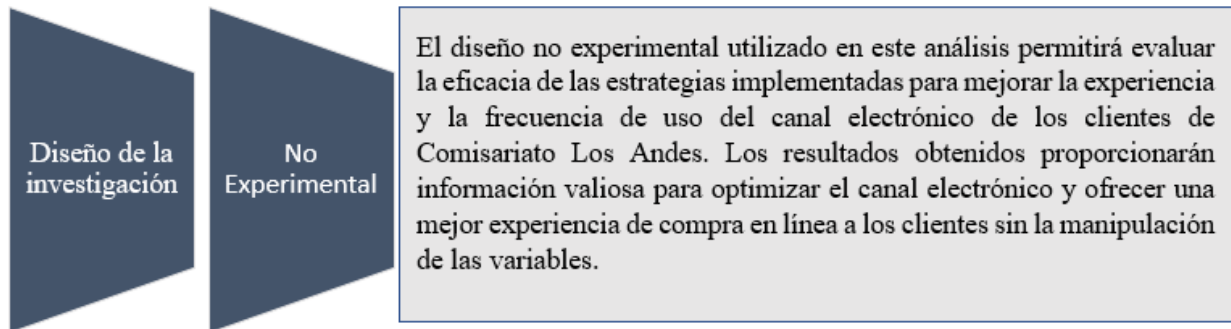 Diseño de la
investigación
No
Experimental
El diseño no experimental utilizado en este análisis permitirá evaluar
la eficacia de las estrategias implementadas para mejorar la experiencia
y la frecuencia de uso del canal electrónico de los clientes de
Comisariato Los Andes. Los resultados obtenidos proporcionarán
información valiosa para optimizar el canal electrónico y ofrecer una
mejor experiencia de compra en línea a los clientes sin la manipulación
de las variables.